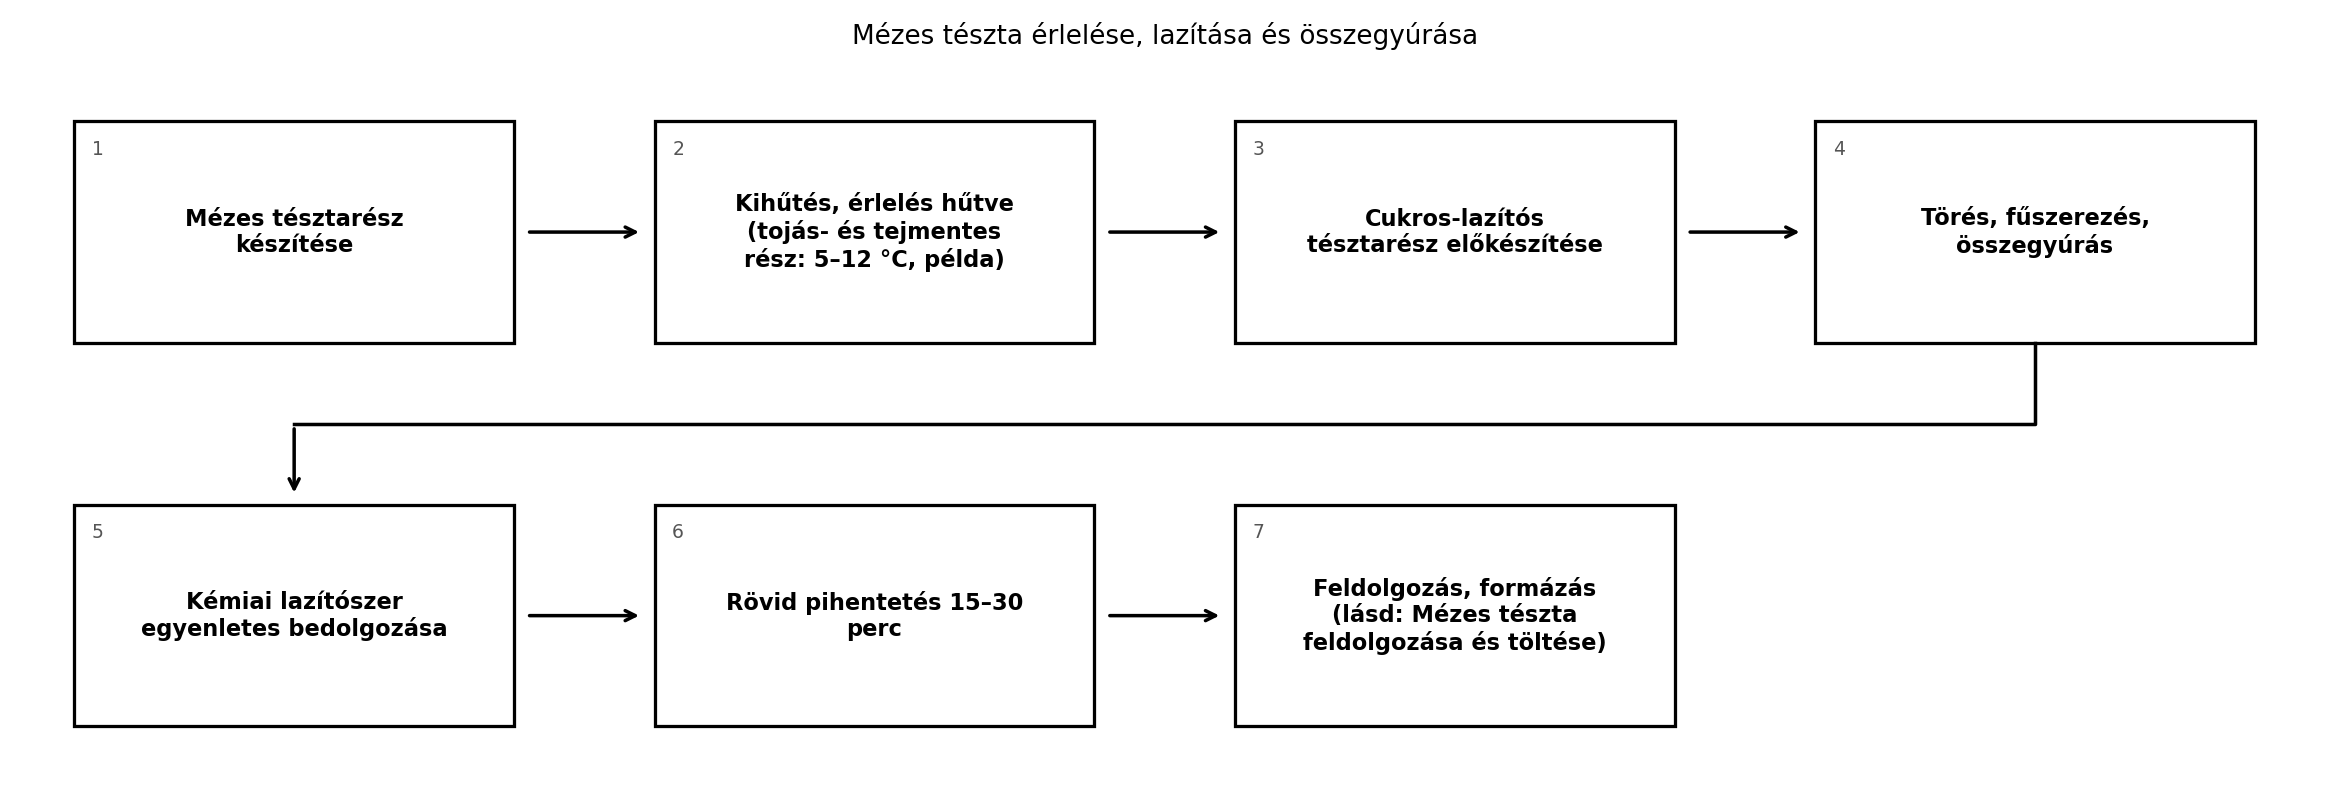 Mézes tészta érlelése, lazítása és összegyúrása
1
Mézes tésztarész
készítése
2
Kihűtés, érlelés hűtve
(tojás- és tejmentes
rész: 5–12 °C, példa)
3
Cukros-lazítós
tésztarész előkészítése
4
Törés, fűszerezés,
összegyúrás
5
Kémiai lazítószer
egyenletes bedolgozása
6
Rövid pihentetés 15–30
perc
7
Feldolgozás, formázás
(lásd: Mézes tészta
feldolgozása és töltése)